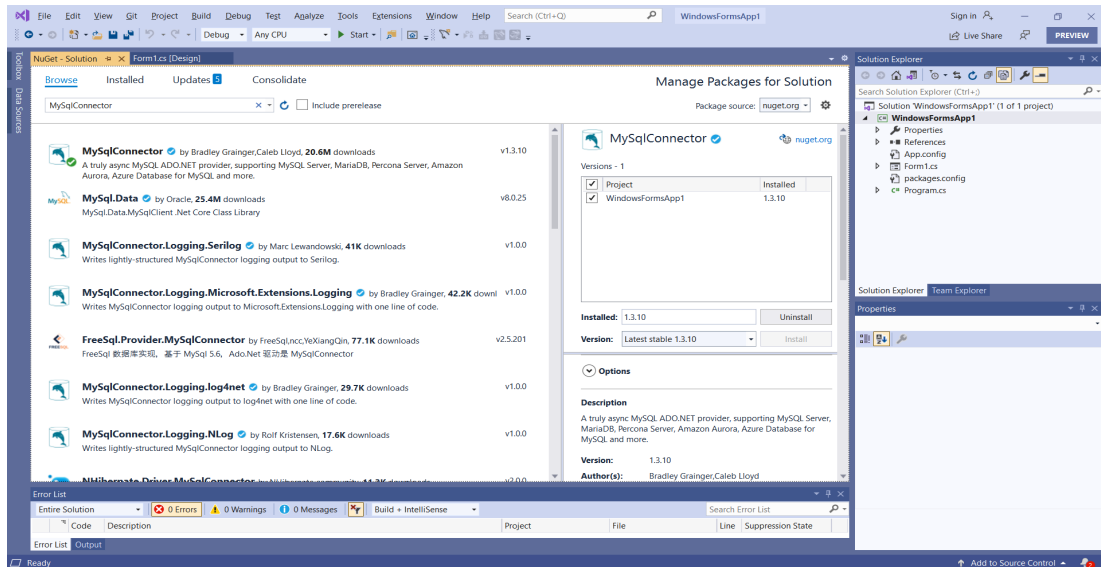 File Edit View Git Project Build Debug Test Analyze Tools Extensions Window Help Search (Ctrl+Q) WindowsFormsApp1 Sign in
Debug Any CPU Start Live Share PREVIEW
Toolbox
Data Sources
NuGet - Solution Form1.cs [Design]
Browse Installed Updates 5 Consolidate
Manage Packages for Solution
MySqlConnector Include prerelease
Package source: nuget.org
MySqlConnector by Bradley Grainger,Caleb Lloyd, 20.6M downloads v1.3.10
A truly async MySQL ADO.NET provider, supporting MySQL Server, MariaDB, Percona Server, Amazon
Aurora, Azure Database for MySQL and more.
MySQL MySql.Data by Oracle, 25.4M downloads v8.0.25
MySql.Data.MySqlClient .Net Core Class Library
MySqlConnector.Logging.Serilog by Marc Lewandowski, 41K downloads v1.0.0
Writes lightly-structured MySqlConnector logging output to Serilog.
MySqlConnector.Logging.Microsoft.Extensions.Logging by Bradley Grainger, 42.2K downl v1.0.0
Writes MySqlConnector logging output to Microsoft.Extensions.Logging with one line of code.
FreeSql.Provider.MySqlConnector by FreeSql,ncc,YeXiangQin, 77.1K downloads v2.5.201
FreeSql 数据库实现，基于 MySql 5.6，Ado.Net 驱动是 MySqlConnector
MySqlConnector.Logging.log4net by Bradley Grainger, 29.7K downloads v1.0.0
Writes MySqlConnector logging output to log4net with one line of code.
MySqlConnector.Logging.NLog by Rolf Kristensen, 17.6K downloads v1.0.0
Writes lightly-structured MySqlConnector logging output to NLog.
NHibernate.Driver.MySqlConnector by NHibernate community, 11.3K downloads v2.0.0
MySqlConnector nuget.org
Versions - 1
Project Installed
WindowsFormsApp1 1.3.10
Installed: 1.3.10 Uninstall
Version: Latest stable 1.3.10 Install
Options
Description
A truly async MySQL ADO.NET provider, supporting MySQL Server,
MariaDB, Percona Server, Amazon Aurora, Azure Database for
MySQL and more.
Version: 1.3.10
Author(s): Bradley Grainger,Caleb Lloyd
Solution Explorer
Search Solution Explorer (Ctrl+;)
Solution 'WindowsFormsApp1' (1 of 1 project)
WindowsFormsApp1
Properties
References
App.config
Form1.cs
packages.config
Program.cs
Solution Explorer Team Explorer
Properties
Error List
Entire Solution 0 Errors 0 Warnings 0 Messages Build + IntelliSense Search Error List
Code Description Project File Line Suppression State
Error List Output
Ready Add to Source Control 2